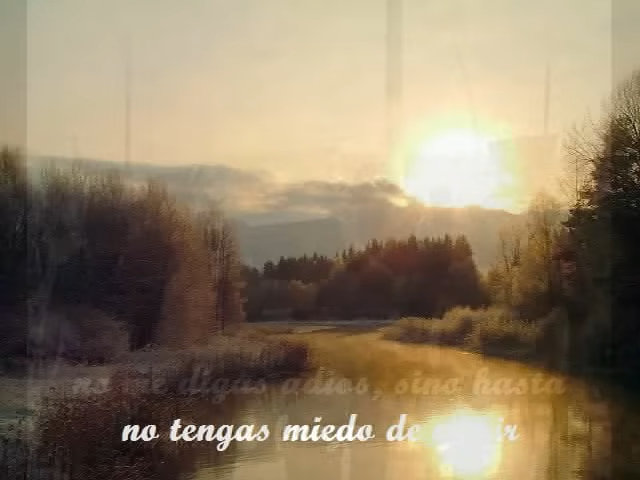 no me digas adios, sino hasta
no tengas miedo de